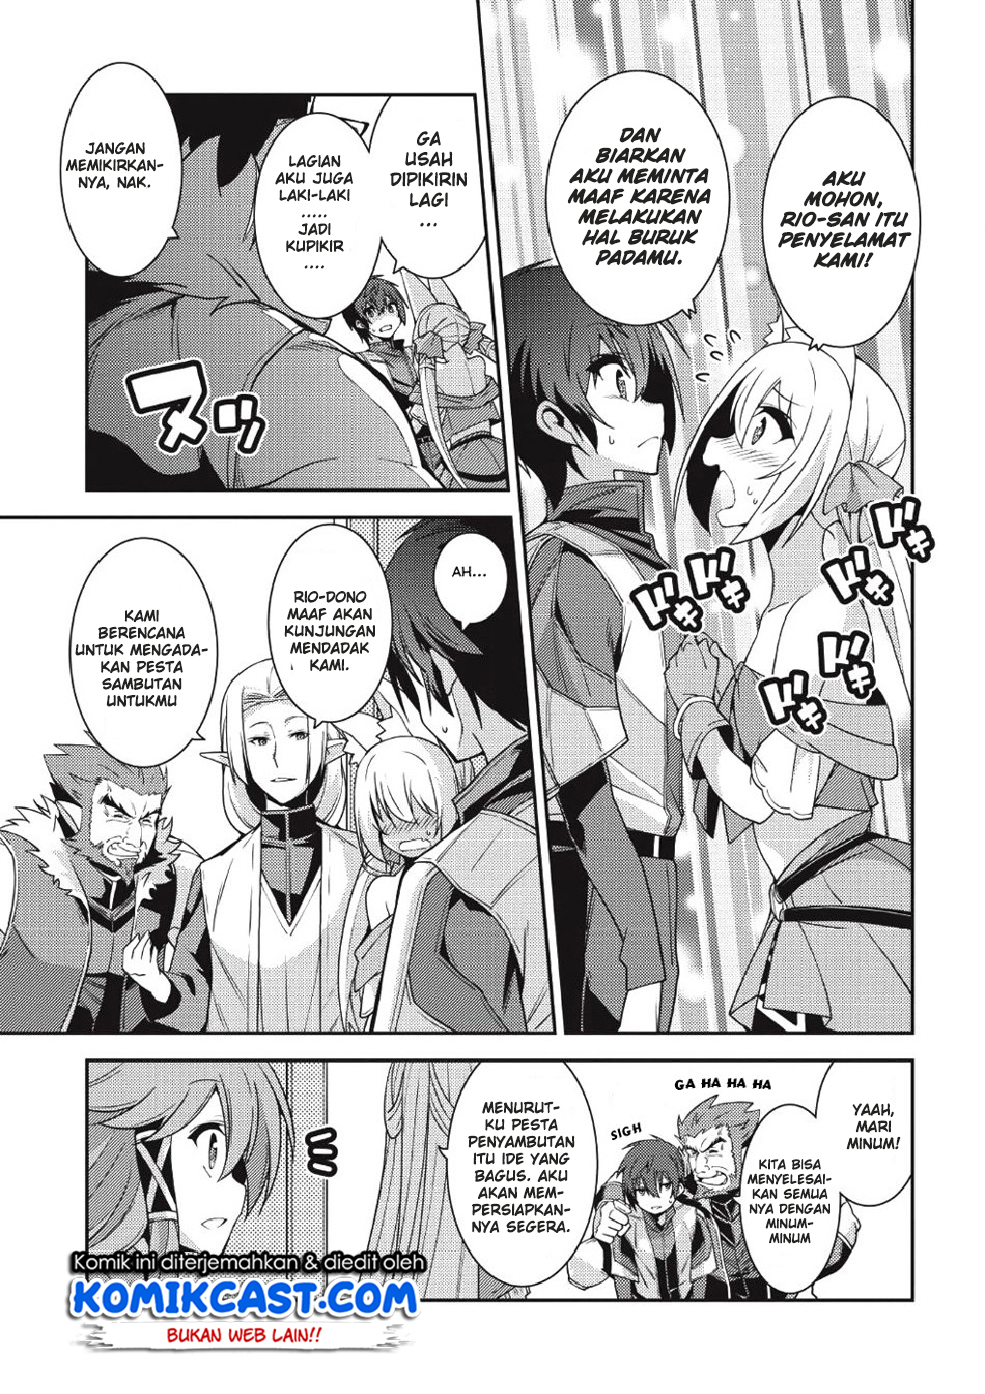 AKU
MOHON,
RIO-SAN ITU
PENYELAMAT
KAMI!
DAN
BIARKAN
AKU MEMINTA
MAAF KARENA
MELAKUKAN
HAL BURUK
PADAMU.
ドキ
ドキ
ドキ
ドキ
GA
USAH
DIPIKIRIN
LAGI
...
LAGIAN
AKU JUGA
LAKI-LAKI
.....
JADI
KUPIKIR
....
JANGAN
MEMIKIRKAN-
NYA, NAK.
ヌッ
AH...
RIO-DONO
MAAF AKAN
KUNJUNGAN
MENDADAK
KAMI.
KAMI
BERENCANA
UNTUK MENGADA-
KAN PESTA
SAMBUTAN
UNTUKMU
GA HA HA HA
YAAH,
MARI
MINUM!
KITA BISA
MENYELESAI-
KAN SEMUA
NYA DENGAN
MINUM-
SIGH
MENURUT-
KU PESTA
PENYAMBUTAN
ITU IDE YANG
BAGUS. AKU
AKAN MEM-
PERSIAPKAN-
NYA SEGERA.
Komik ini diterjemahkan & diedit oleh
KOMIKCAST.COM
BUKAN WEB LAIN!!